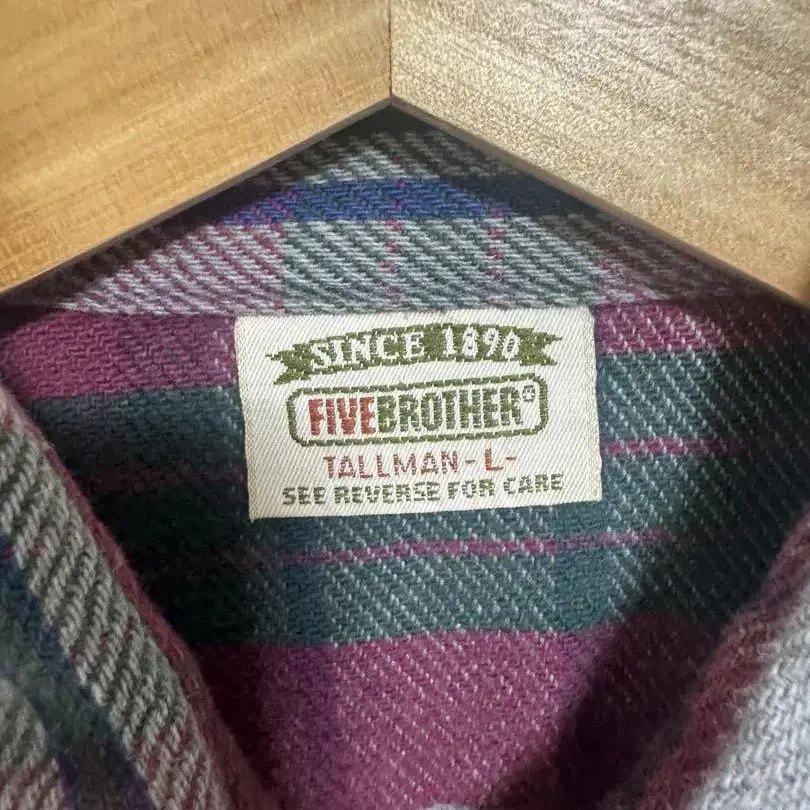 SINCE 1890
FIVEBROTHER®
TALLMAN-L-
SEE REVERSE FOR CARE